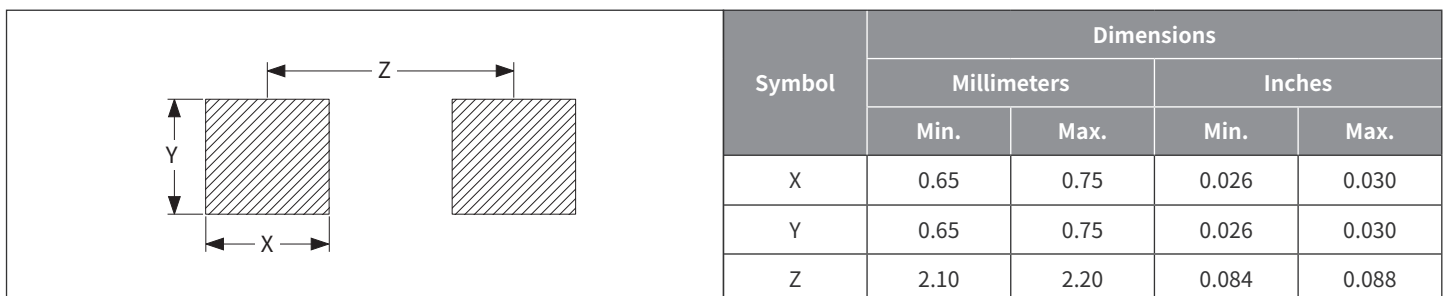 Z
Y
X
Dimensions
Symbol Millimeters Inches
Min. Max. Min. Max.
X 0.65 0.75 0.026 0.030
Y 0.65 0.75 0.026 0.030
Z 2.10 2.20 0.084 0.088